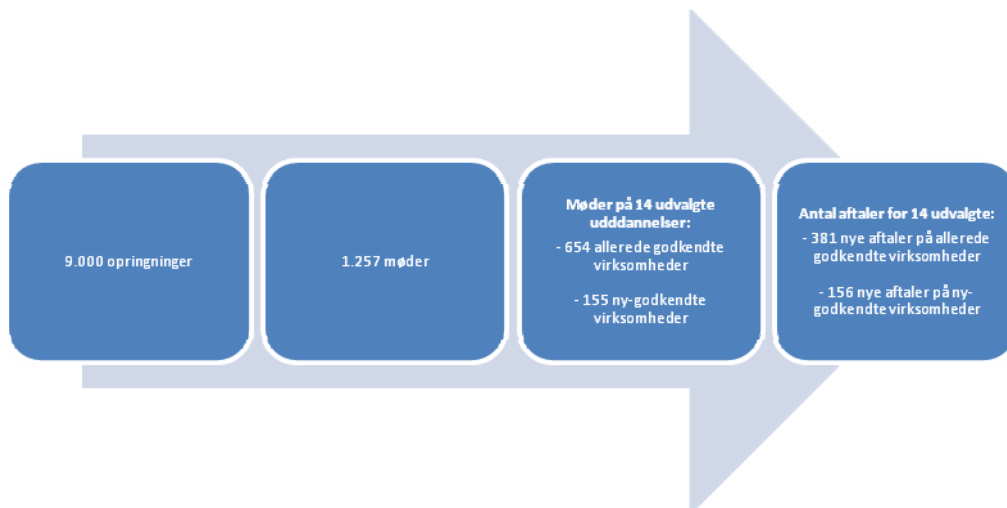 9.000 opringninger
1.257 møder
Møder på 14 udvalgte
udddannelser:
- 654 allerede godkendte
virksomheder
- 155 ny-godkendte
virksomheder
Antal aftaler for 14 udvalgte:
- 381 nye aftaler på allerede
godkendte virksomheder
- 156 nye aftaler på ny-
godkendte virksomheder